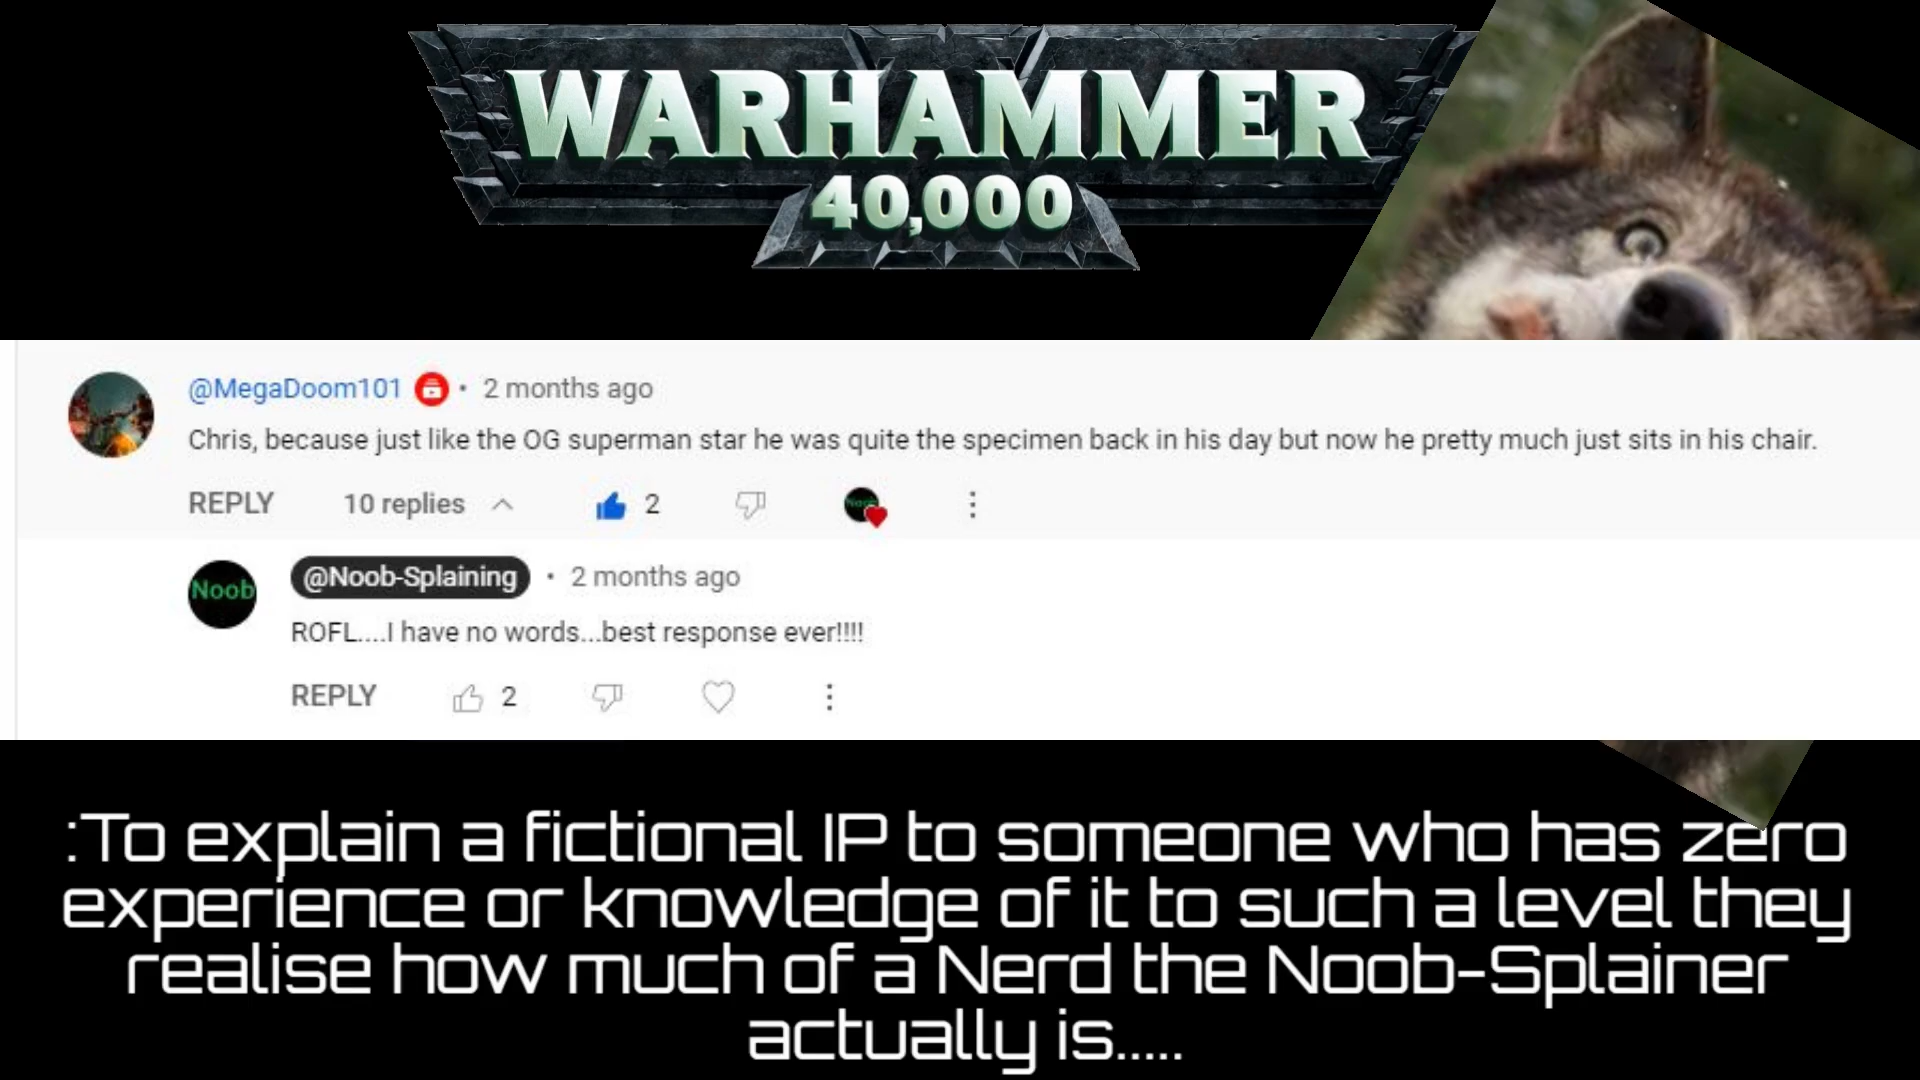 WARHAMMER
40,000
@MegaDoom101 • 2 months ago
Chris, because just like the OG superman star he was quite the specimen back in his day but now he pretty much just sits in his chair.
REPLY 10 replies 2
Noob
Noob
@Noob-Splaining • 2 months ago
ROFL....I have no words...best response ever!!!!
REPLY 2
:To explain a fictional IP to someone who has zero
experience or knowledge of it to such a level they
realise how much of a Nerd the Noob-Splainer
actually is.....